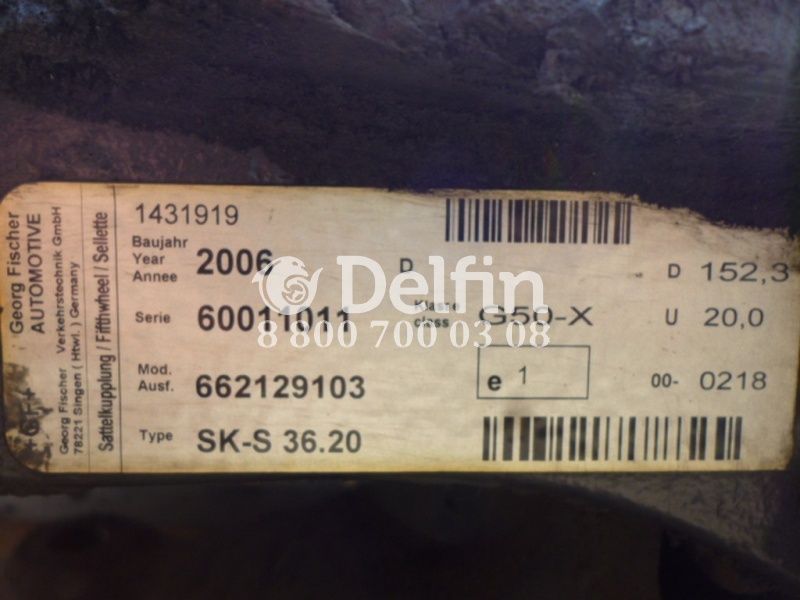 Georg Fischer
AUTOMOTIVE
+GF+
Georg Fischer Verkehrstechnik GmbH
78221 Singen ( Htwl. ) Germany
Sattelkupplung / Fifthwheel / Sellette
1431919
Baujahr
Year
Annee
2006
D
D 152,3
Serie
60011011
Klasse
class
G50-X
U 20,0
Mod.
Ausf.
662129103
e 1
00- 0218
Type
SK-S 36.20
Delfin
8 800 700 03 08